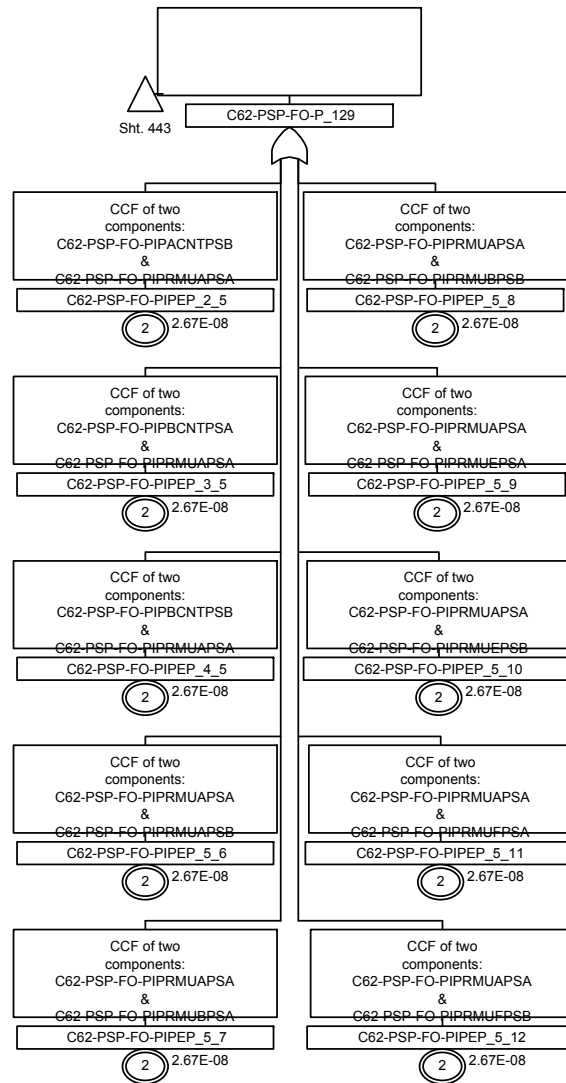 Sht. 443
C62-PSP-FO-P_129
CCF of two
components:
C62-PSP-FO-PIPACNTPSB
&
C62-PSP-FO-PIPRMUAPSA
C62-PSP-FO-PIPEP_2_5
2
2.67E-08
CCF of two
components:
C62-PSP-FO-PIPRMUAPSA
&
C62-PSP-FO-PIPRMUBPSB
C62-PSP-FO-PIPEP_5_8
2
2.67E-08
CCF of two
components:
C62-PSP-FO-PIPBCNTPSA
&
C62-PSP-FO-PIPRMUAPSA
C62-PSP-FO-PIPEP_3_5
2
2.67E-08
CCF of two
components:
C62-PSP-FO-PIPRMUAPSA
&
C62-PSP-FO-PIPRMUEPSA
C62-PSP-FO-PIPEP_5_9
2
2.67E-08
CCF of two
components:
C62-PSP-FO-PIPBCNTPSB
&
C62-PSP-FO-PIPRMUAPSA
C62-PSP-FO-PIPEP_4_5
2
2.67E-08
CCF of two
components:
C62-PSP-FO-PIPRMUAPSA
&
C62-PSP-FO-PIPRMUEPSB
C62-PSP-FO-PIPEP_5_10
2
2.67E-08
CCF of two
components:
C62-PSP-FO-PIPRMUAPSA
&
C62-PSP-FO-PIPRMUAPSB
C62-PSP-FO-PIPEP_5_6
2
2.67E-08
CCF of two
components:
C62-PSP-FO-PIPRMUAPSA
&
C62-PSP-FO-PIPRMUFPSA
C62-PSP-FO-PIPEP_5_11
2
2.67E-08
CCF of two
components:
C62-PSP-FO-PIPRMUAPSA
&
C62-PSP-FO-PIPRMUBPSA
C62-PSP-FO-PIPEP_5_7
2
2.67E-08
CCF of two
components:
C62-PSP-FO-PIPRMUAPSA
&
C62-PSP-FO-PIPRMUFPSB
C62-PSP-FO-PIPEP_5_12
2
2.67E-08